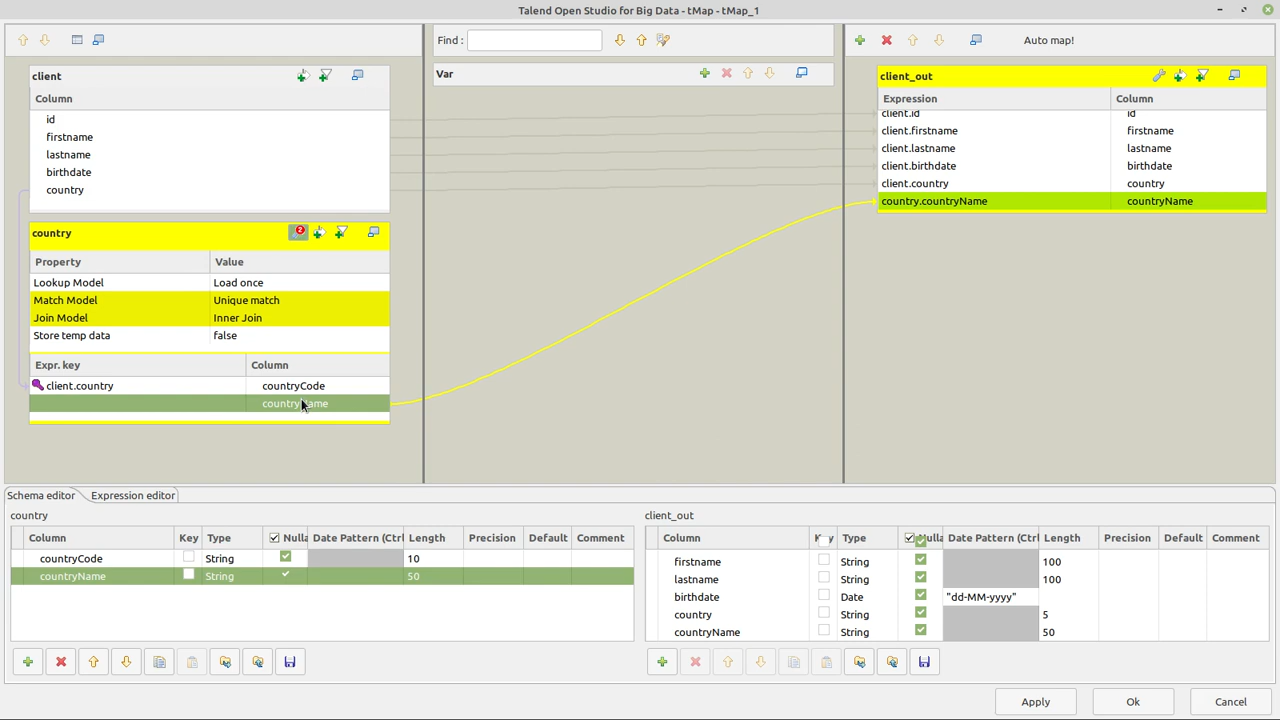 Talend Open Studio for Big Data - tMap - tMap_1
Find :
Auto map!
client
Column
id
firstname
lastname
birthdate
country
country
2
Property Value
Lookup Model Load once
Match Model Unique match
Join Model Inner Join
Store temp data false
Expr. key Column
client.country countryCode
countryName
Var
client_out
Expression Column
client.id id
client.firstname firstname
client.lastname lastname
client.birthdate birthdate
client.country country
country.countryName countryName
Schema editor Expression editor
country
Column Key Type Nulla Date Pattern (Ctrl Length Precision Default Comment
countryCode String 10
countryName String 50
client_out
Column Key Type Nulla Date Pattern (Ctrl Length Precision Default Comment
firstname String 100
lastname String 100
birthdate Date "dd-MM-yyyy"
country String 5
countryName String 50
Apply Ok Cancel